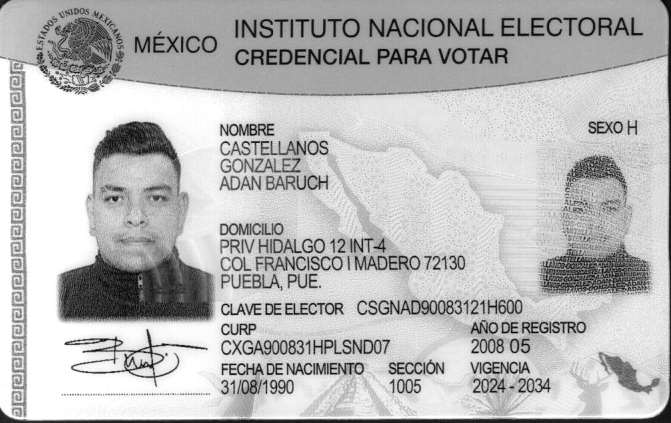 ESTADOS UNIDOS MEXICANOS
MÉXICO
INSTITUTO NACIONAL ELECTORAL
CREDENCIAL PARA VOTAR
NOMBRE
SEXO H
CASTELLANOS
GONZALEZ
ADAN BARUCH
DOMICILIO
PRIV HIDALGO 12 INT-4
COL FRANCISCO I MADERO 72130
PUEBLA, PUE.
CLAVE DE ELECTOR CSGNAD90083121H600
CURP AÑO DE REGISTRO
CXGA900831HPLSND07 2008 05
FECHA DE NACIMIENTO SECCIÓN VIGENCIA
31/08/1990 1005 2024 - 2034